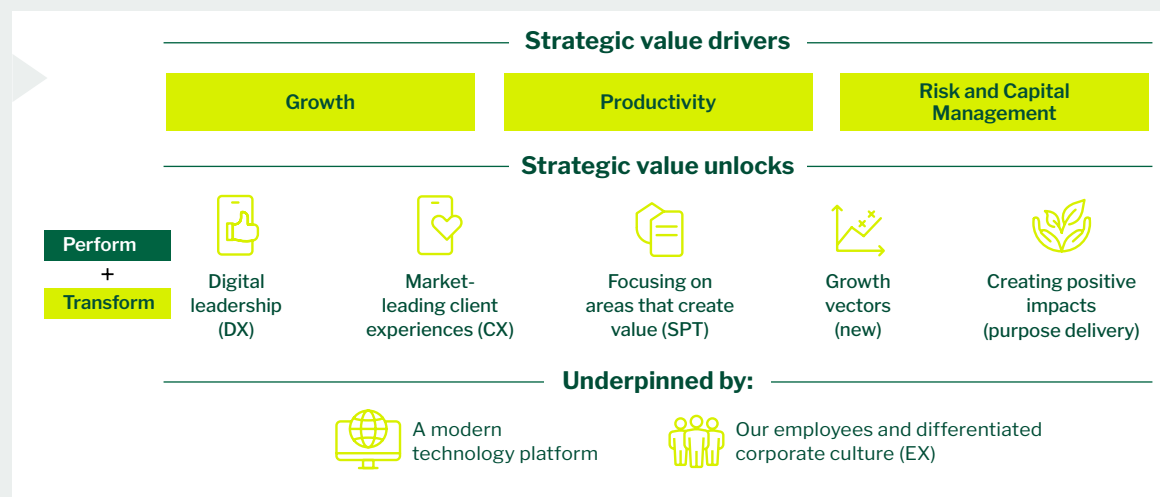 Strategic value drivers
Growth
Productivity
Risk and Capital
Management
Strategic value unlocks
Perform
+
Transform
Digital
leadership
(DX)
Market-
leading client
experiences (CX)
Focusing on
areas that create
value (SPT)
Growth
vectors
(new)
Creating positive
impacts
(purpose delivery)
Underpinned by:
A modern
technology platform
Our employees and differentiated
corporate culture (EX)